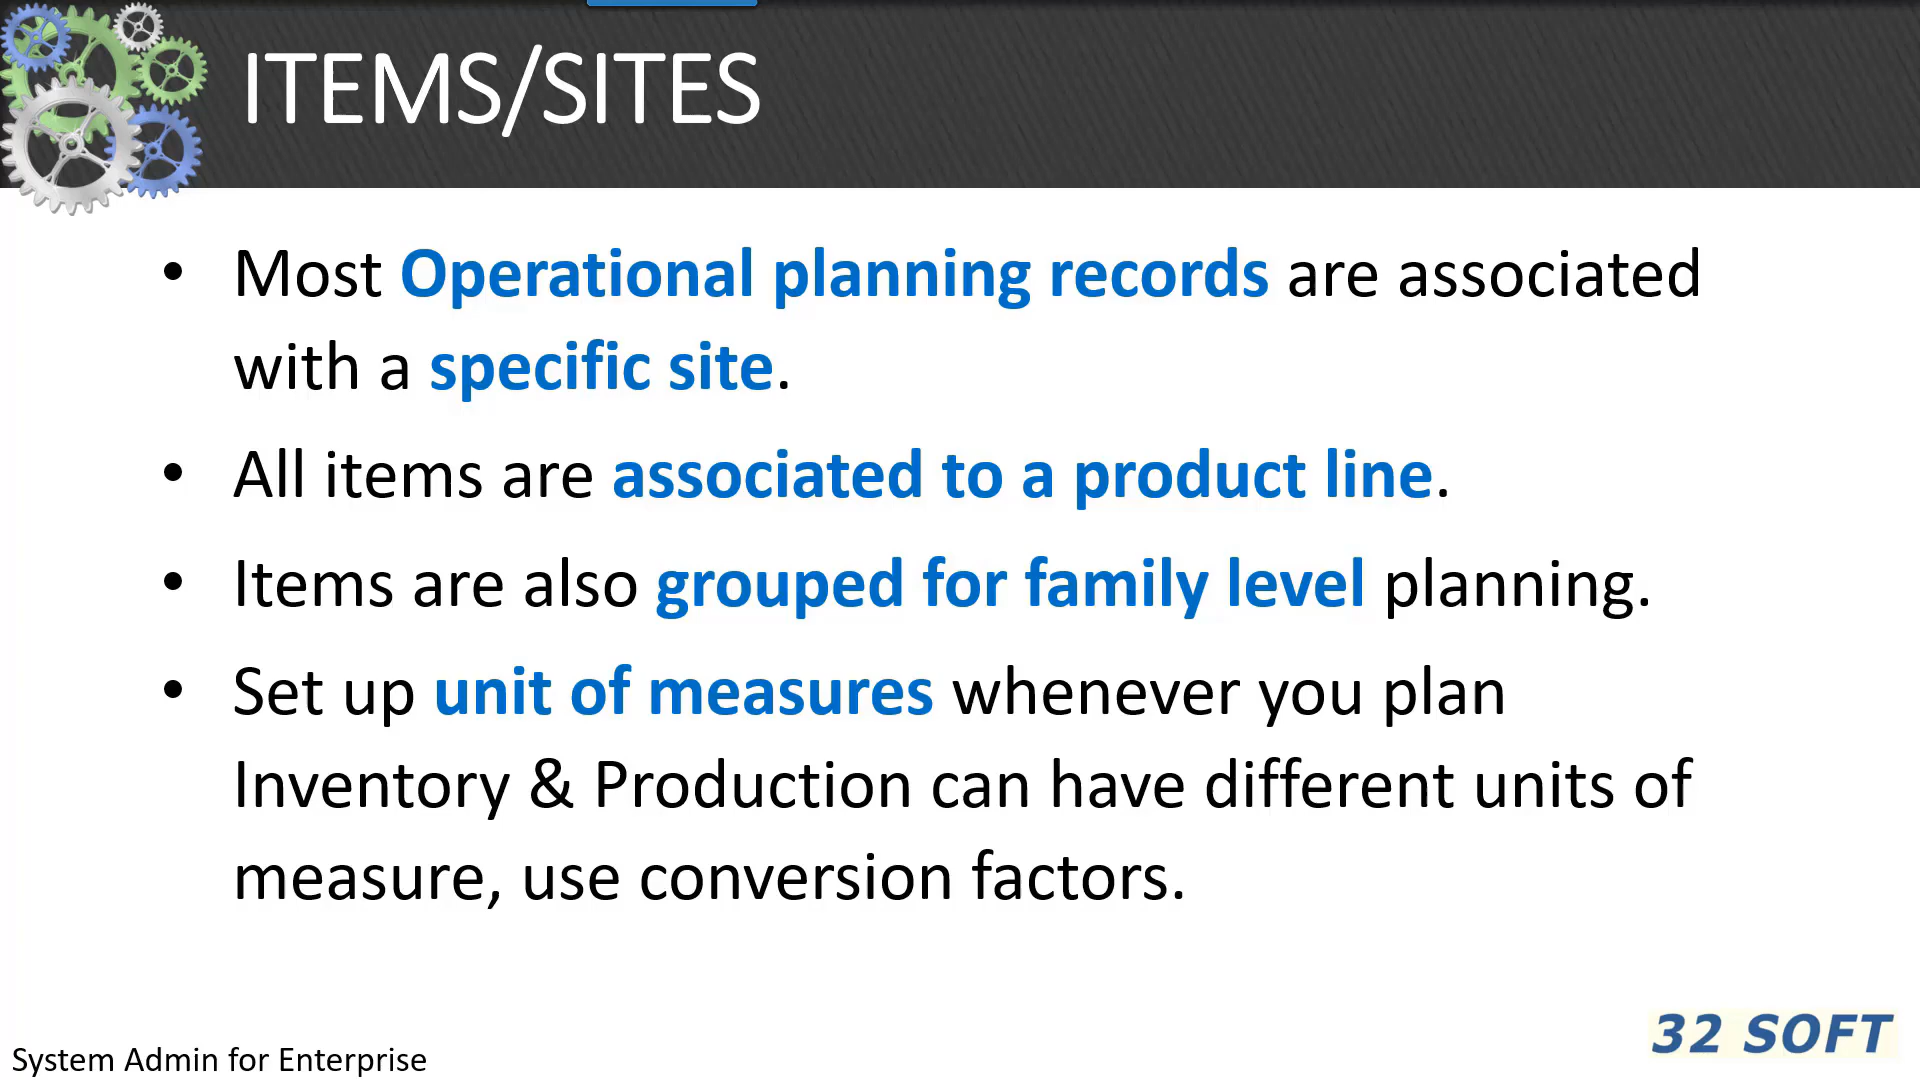 ITEMS/SITES
• Most Operational planning records are associated
with a specific site.
• All items are associated to a product line.
• Items are also grouped for family level planning.
• Set up unit of measures whenever you plan
Inventory & Production can have different units of
measure, use conversion factors.
32 SOFT
System Admin for Enterprise